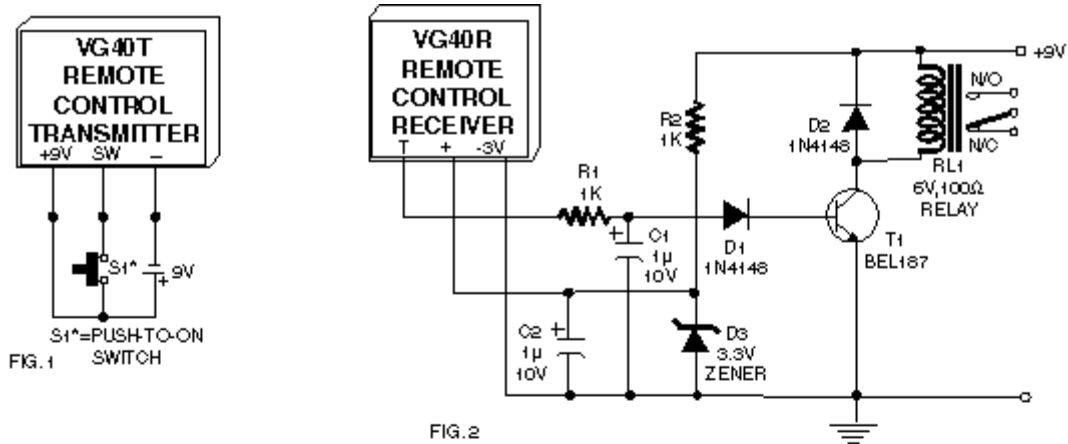 VG40T
REMOTE
CONTROL
TRANSMITTER
+9V SW –
S1*
+ 9V
S1*=PUSH-TO-ON
SWITCH
FIG.1
VG40R
REMOTE
CONTROL
RECEIVER
T + -3V
R1
1K
+
C1
1µ
10V
C2 +
1µ
10V
R2
1K
D1
1N4148
D3
3.3V
ZENER
D2
1N4148
+9V
N/O
N/C
RL1
6V,100Ω
RELAY
T1
BEL187
FIG.2